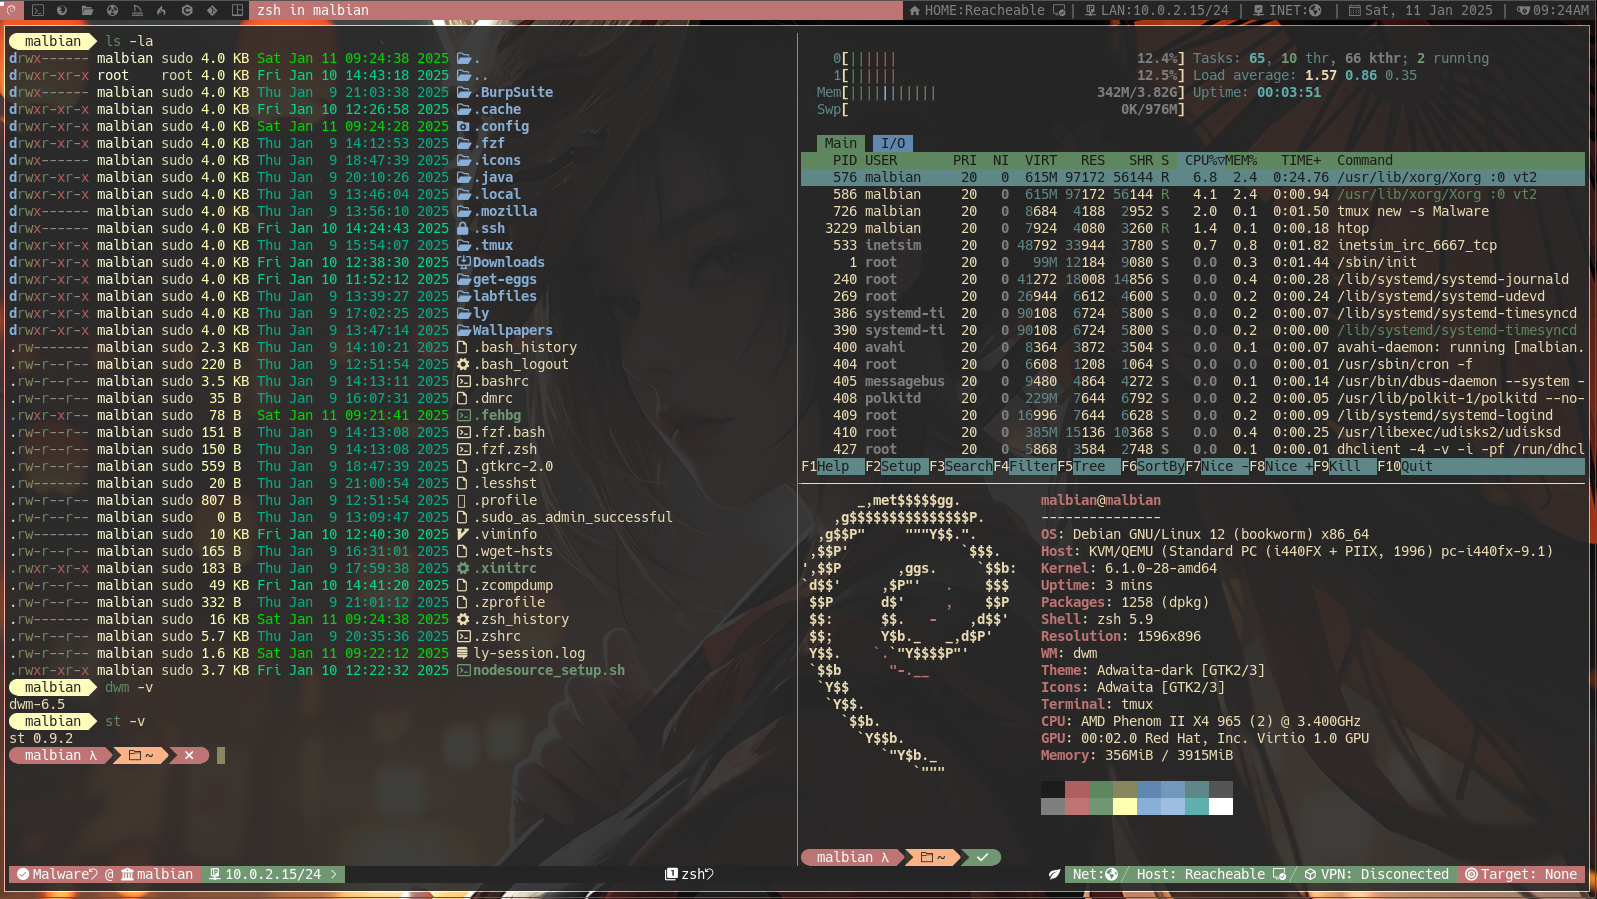 zsh in malbian
HOME:Reacheable | LAN:10.0.2.15/24 | INET: | Sat, 11 Jan 2025 | 09:24AM
malbian ls -la
drwx------ malbian sudo 4.0 KB Sat Jan 11 09:24:38 2025 .
drwxr-xr-x root root 4.0 KB Fri Jan 10 14:43:18 2025 ..
drwxr-xr-x malbian sudo 4.0 KB Thu Jan 9 21:03:38 2025 .BurpSuite
drwxr-xr-x malbian sudo 4.0 KB Fri Jan 10 12:26:58 2025 .cache
drwxr-xr-x malbian sudo 4.0 KB Sat Jan 11 09:24:28 2025 .config
drwxr-xr-x malbian sudo 4.0 KB Thu Jan 9 14:12:53 2025 .fzf
drwxr-xr-x malbian sudo 4.0 KB Thu Jan 9 18:47:39 2025 .icons
drwxr-xr-x malbian sudo 4.0 KB Thu Jan 9 20:10:26 2025 .java
drwxr-xr-x malbian sudo 4.0 KB Thu Jan 9 13:46:04 2025 .local
drwx------ malbian sudo 4.0 KB Thu Jan 9 13:56:10 2025 .mozilla
drwx------ malbian sudo 4.0 KB Fri Jan 10 14:24:43 2025 .ssh
drwxr-xr-x malbian sudo 4.0 KB Thu Jan 9 15:54:07 2025 .tmux
drwxr-xr-x malbian sudo 4.0 KB Fri Jan 10 12:38:30 2025 Downloads
drwxr-xr-x malbian sudo 4.0 KB Fri Jan 10 11:52:12 2025 get-eggs
drwxr-xr-x malbian sudo 4.0 KB Thu Jan 9 13:39:27 2025 labfiles
drwxr-xr-x malbian sudo 4.0 KB Thu Jan 9 17:02:25 2025 ly
drwxr-xr-x malbian sudo 4.0 KB Thu Jan 9 13:47:14 2025 Wallpapers
.rw------- malbian sudo 2.3 KB Thu Jan 9 14:10:21 2025 .bash_history
.rw-r--r-- malbian sudo 220 B Thu Jan 9 12:51:54 2025 .bash_logout
.rw-r--r-- malbian sudo 3.5 KB Thu Jan 9 14:13:11 2025 .bashrc
.rw-r--r-- malbian sudo 35 B Thu Jan 9 16:07:31 2025 .dmrc
.rwxr-xr-x malbian sudo 78 B Sat Jan 11 09:21:41 2025 .fehbg
.rw-r--r-- malbian sudo 151 B Thu Jan 9 14:13:08 2025 .fzf.bash
.rw-r--r-- malbian sudo 150 B Thu Jan 9 14:13:08 2025 .fzf.zsh
.rw-r--r-- malbian sudo 559 B Thu Jan 9 18:47:39 2025 .gtkrc-2.0
.rw------- malbian sudo 20 B Thu Jan 9 21:00:54 2025 .lesshst
.rw-r--r-- malbian sudo 807 B Thu Jan 9 12:51:54 2025 .profile
.rw-r--r-- malbian sudo 0 B Thu Jan 9 13:09:47 2025 .sudo_as_admin_successful
.rw------- malbian sudo 10 KB Fri Jan 10 12:40:30 2025 .viminfo
.rw-r--r-- malbian sudo 165 B Thu Jan 9 16:31:01 2025 .wget-hsts
.rwxr-xr-x malbian sudo 183 B Thu Jan 9 17:59:38 2025 .xinitrc
.rw-r--r-- malbian sudo 49 KB Fri Jan 10 14:41:20 2025 .zcompdump
.rw-r--r-- malbian sudo 332 B Thu Jan 9 21:01:12 2025 .zprofile
.rw------- malbian sudo 16 KB Sat Jan 11 09:24:38 2025 .zsh_history
.rw-r--r-- malbian sudo 5.7 KB Thu Jan 9 20:35:36 2025 .zshrc
.rw-r--r-- malbian sudo 1.6 KB Sat Jan 11 09:22:12 2025 ly-session.log
.rwxr-xr-x malbian sudo 3.7 KB Fri Jan 10 12:22:32 2025 nodesource_setup.sh
malbian dwm -v
dwm-6.5
malbian st -v
st 0.9.2
malbian λ ~ ✕
0[|||||| 12.4%] Tasks: 65, 10 thr, 66 kthr; 2 running
1[|||||| 12.5%] Load average: 1.57 0.86 0.35
Mem[||||||||||| 342M/3.82G] Uptime: 00:03:51
Swp[ 0K/976M]
Main I/O
PID USER PRI NI VIRT RES SHR S CPU%▽MEM% TIME+ Command
576 malbian 20 0 615M 97172 56144 R 6.8 2.4 0:24.76 /usr/lib/xorg/Xorg :0 vt2
586 malbian 20 0 615M 97172 56144 R 4.1 2.4 0:00.94 /usr/lib/xorg/Xorg :0 vt2
726 malbian 20 0 8684 4188 2952 S 2.0 0.1 0:01.50 tmux new -s Malware
3229 malbian 20 0 7924 4080 3260 R 1.4 0.1 0:00.18 htop
533 inetsim 20 0 48792 33944 3780 S 0.7 0.8 0:01.82 inetsim_irc_6667_tcp
1 root 20 0 99M 12184 9080 S 0.0 0.3 0:01.44 /sbin/init
240 root 20 0 41272 18008 14856 S 0.0 0.4 0:00.28 /lib/systemd/systemd-journald
269 root 20 0 26944 6612 4600 S 0.0 0.2 0:00.24 /lib/systemd/systemd-udevd
386 systemd-ti 20 0 90108 6724 5800 S 0.0 0.2 0:00.07 /lib/systemd/systemd-timesyncd
390 systemd-ti 20 0 90108 6724 5800 S 0.0 0.2 0:00.00 /lib/systemd/systemd-timesyncd
400 avahi 20 0 8364 3872 3504 S 0.0 0.1 0:00.07 avahi-daemon: running [malbian.
404 root 20 0 6608 1208 1064 S 0.0 0.0 0:00.01 /usr/sbin/cron -f
405 messagebus 20 0 9480 4864 4272 S 0.0 0.1 0:00.14 /usr/bin/dbus-daemon --system -
408 polkitd 20 0 229M 7644 6792 S 0.0 0.2 0:00.05 /usr/lib/polkit-1/polkitd --no-
409 root 20 0 16996 7644 6628 S 0.0 0.2 0:00.09 /lib/systemd/systemd-logind
410 root 20 0 385M 15136 10368 S 0.0 0.4 0:00.25 /usr/libexec/udisks2/udisksd
427 root 20 0 5868 3584 2748 S 0.0 0.1 0:00.01 dhclient -4 -v -i -pf /run/dhcl
F1Help F2Setup F3SearchF4FilterF5Tree F6SortByF7Nice -F8Nice +F9Kill F10Quit
_,met$$$$$gg.
,g$$$$$$$$$$$$$$$P.
,g$$P" """Y$$.".
,$$P' `$$$.
',$$P ,ggs. `$$b:
`d$$' ,$P"' . $$$
$$P d$' , $$P
$$: $$. - ,d$$'
$$; Y$b._ _,d$P'
Y$$. `.`"Y$$$$P"'
`$$b "-.__
`Y$$
`Y$$.
`$$b.
`Y$$b.
`"Y$b._
`"""
malbian@malbian
---------------
OS: Debian GNU/Linux 12 (bookworm) x86_64
Host: KVM/QEMU (Standard PC (i440FX + PIIX, 1996) pc-i440fx-9.1)
Kernel: 6.1.0-28-amd64
Uptime: 3 mins
Packages: 1258 (dpkg)
Shell: zsh 5.9
Resolution: 1596x896
WM: dwm
Theme: Adwaita-dark [GTK2/3]
Icons: Adwaita [GTK2/3]
Terminal: tmux
CPU: AMD Phenom II X4 965 (2) @ 3.400GHz
GPU: 00:02.0 Red Hat, Inc. Virtio 1.0 GPU
Memory: 356MiB / 3915MiB
malbian λ ~ ✓
Malware @ malbian 10.0.2.15/24 > 1 zsh Net: / Host: Reacheable / VPN: Disconected Target: None